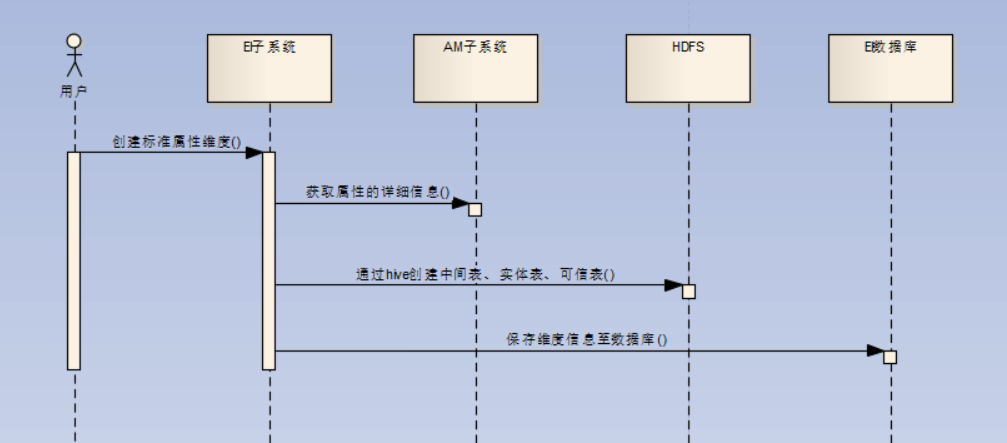 EI子系统
AM子系统
HDFS
EI数据库
用户
创建标准属性维度()
获取属性的详细信息()
通过hive创建中间表、实体表、可信表()
保存维度信息至数据库()